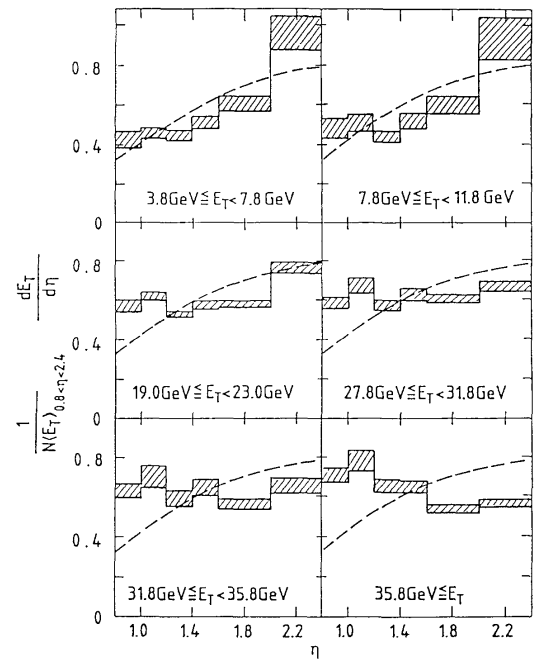 0.8
0.4
0
3.8GeV ≦ E_T < 7.8 GeV
7.8GeV ≦ E_T < 11.8 GeV
0.8
0.4
0
19.0GeV ≦ E_T < 23.0GeV
27.8GeV ≦ E_T < 31.8GeV
0.8
0.4
0
31.8GeV ≦ E_T < 35.8GeV
35.8GeV ≦ E_T
1.0 1.4 1.8 2.2 1.0 1.4 1.8 2.2
η
1
N⟨E_T⟩0.8<η<2.4
dE_T
dη